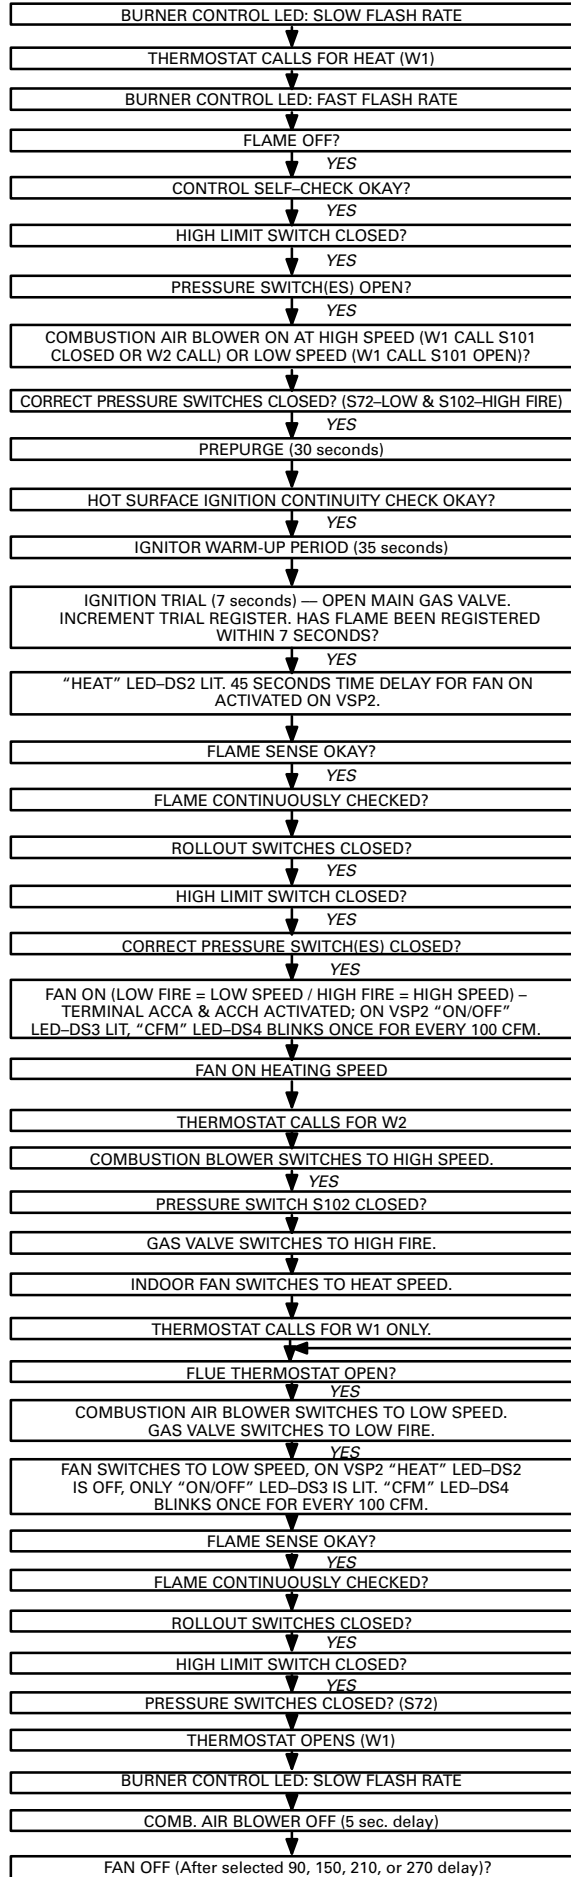 BURNER CONTROL LED: SLOW FLASH RATE
THERMOSTAT CALLS FOR HEAT (W1)
BURNER CONTROL LED: FAST FLASH RATE
FLAME OFF?
YES
CONTROL SELF–CHECK OKAY?
YES
HIGH LIMIT SWITCH CLOSED?
YES
PRESSURE SWITCH(ES) OPEN?
YES
COMBUSTION AIR BLOWER ON AT HIGH SPEED (W1 CALL S101
CLOSED OR W2 CALL) OR LOW SPEED (W1 CALL S101 OPEN)?
CORRECT PRESSURE SWITCHES CLOSED? (S72–LOW & S102–HIGH FIRE)
YES
PREPURGE (30 seconds)
HOT SURFACE IGNITION CONTINUITY CHECK OKAY?
YES
IGNITOR WARM-UP PERIOD (35 seconds)
IGNITION TRIAL (7 seconds) — OPEN MAIN GAS VALVE.
INCREMENT TRIAL REGISTER. HAS FLAME BEEN REGISTERED
WITHIN 7 SECONDS?
YES
“HEAT” LED–DS2 LIT. 45 SECONDS TIME DELAY FOR FAN ON
ACTIVATED ON VSP2.
FLAME SENSE OKAY?
YES
FLAME CONTINUOUSLY CHECKED?
ROLLOUT SWITCHES CLOSED?
YES
HIGH LIMIT SWITCH CLOSED?
YES
CORRECT PRESSURE SWITCH(ES) CLOSED?
YES
FAN ON (LOW FIRE = LOW SPEED / HIGH FIRE = HIGH SPEED) –
TERMINAL ACCA & ACCH ACTIVATED; ON VSP2 “ON/OFF”
LED–DS3 LIT, “CFM” LED–DS4 BLINKS ONCE FOR EVERY 100 CFM.
FAN ON HEATING SPEED
THERMOSTAT CALLS FOR W2
COMBUSTION BLOWER SWITCHES TO HIGH SPEED.
YES
PRESSURE SWITCH S102 CLOSED?
GAS VALVE SWITCHES TO HIGH FIRE.
INDOOR FAN SWITCHES TO HEAT SPEED.
THERMOSTAT CALLS FOR W1 ONLY.
FLUE THERMOSTAT OPEN?
YES
COMBUSTION AIR BLOWER SWITCHES TO LOW SPEED.
GAS VALVE SWITCHES TO LOW FIRE.
YES
FAN SWITCHES TO LOW SPEED, ON VSP2 “HEAT” LED–DS2
IS OFF, ONLY “ON/OFF” LED–DS3 IS LIT. “CFM” LED–DS4
BLINKS ONCE FOR EVERY 100 CFM.
FLAME SENSE OKAY?
YES
FLAME CONTINUOUSLY CHECKED?
ROLLOUT SWITCHES CLOSED?
YES
HIGH LIMIT SWITCH CLOSED?
YES
PRESSURE SWITCHES CLOSED? (S72)
THERMOSTAT OPENS (W1)
BURNER CONTROL LED: SLOW FLASH RATE
COMB. AIR BLOWER OFF (5 sec. delay)
FAN OFF (After selected 90, 150, 210, or 270 delay)?